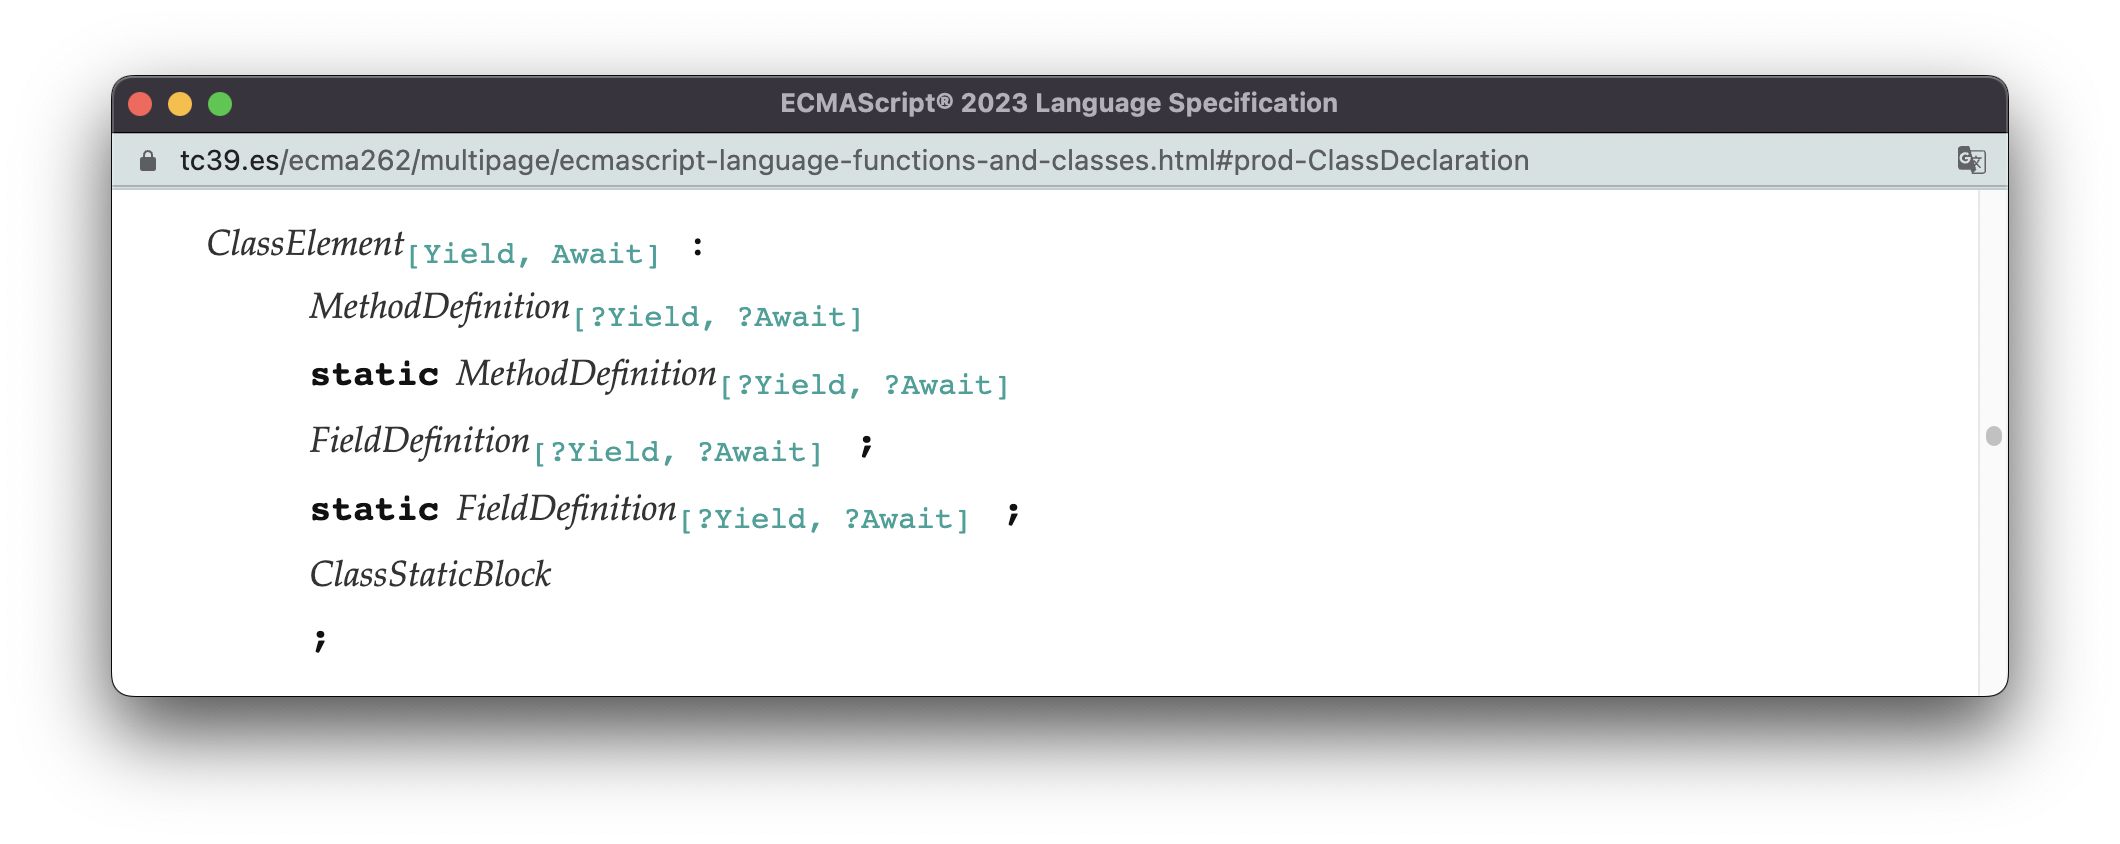 ECMAScript® 2023 Language Specification
tc39.es/ecma262/multipage/ecmascript-language-functions-and-classes.html#prod-ClassDeclaration
ClassElement[Yield, Await] :
MethodDefinition[?Yield, ?Await]
static MethodDefinition[?Yield, ?Await]
FieldDefinition[?Yield, ?Await] ;
static FieldDefinition[?Yield, ?Await] ;
ClassStaticBlock
;